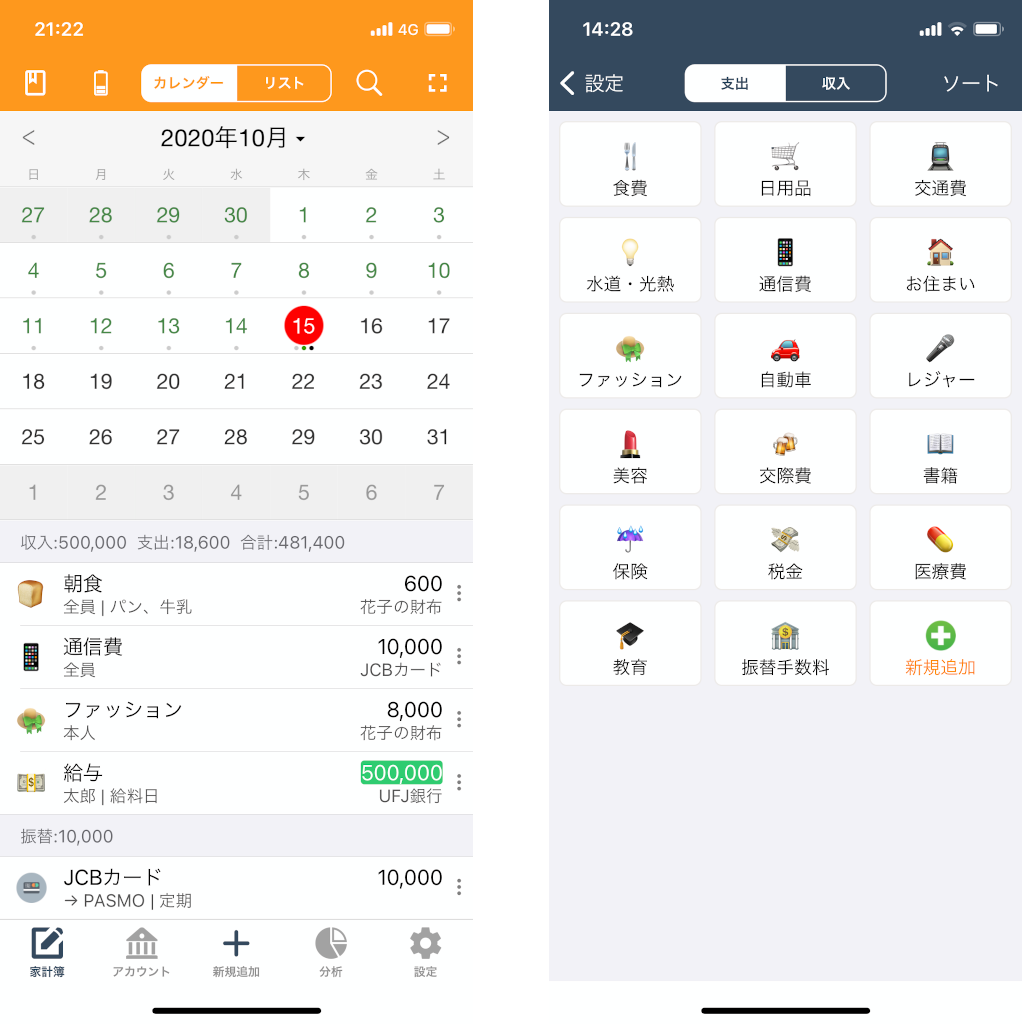 21:22
4G
カレンダー リスト
< 2020年10月 >
日 月 火 水 木 金 土
27 28 29 30 1 2 3
4 5 6 7 8 9 10
11 12 13 14 15 16 17
18 19 20 21 22 23 24
25 26 27 28 29 30 31
1 2 3 4 5 6 7
収入:500,000 支出:18,600 合計:481,400
朝食 600
全員 | パン、牛乳 花子の財布
通信費 10,000
全員 JCBカード
ファッション 8,000
本人 花子の財布
給与 500,000
太郎 | 給料日 UFJ銀行
振替:10,000
JCBカード 10,000
→ PASMO | 定期
家計簿 アカウント 新規追加 分析 設定
14:28
設定 支出 収入 ソート
食費 日用品 交通費
水道・光熱 通信費 お住まい
ファッション 自動車 レジャー
美容 交際費 書籍
保険 税金 医療費
教育 振替手数料 新規追加